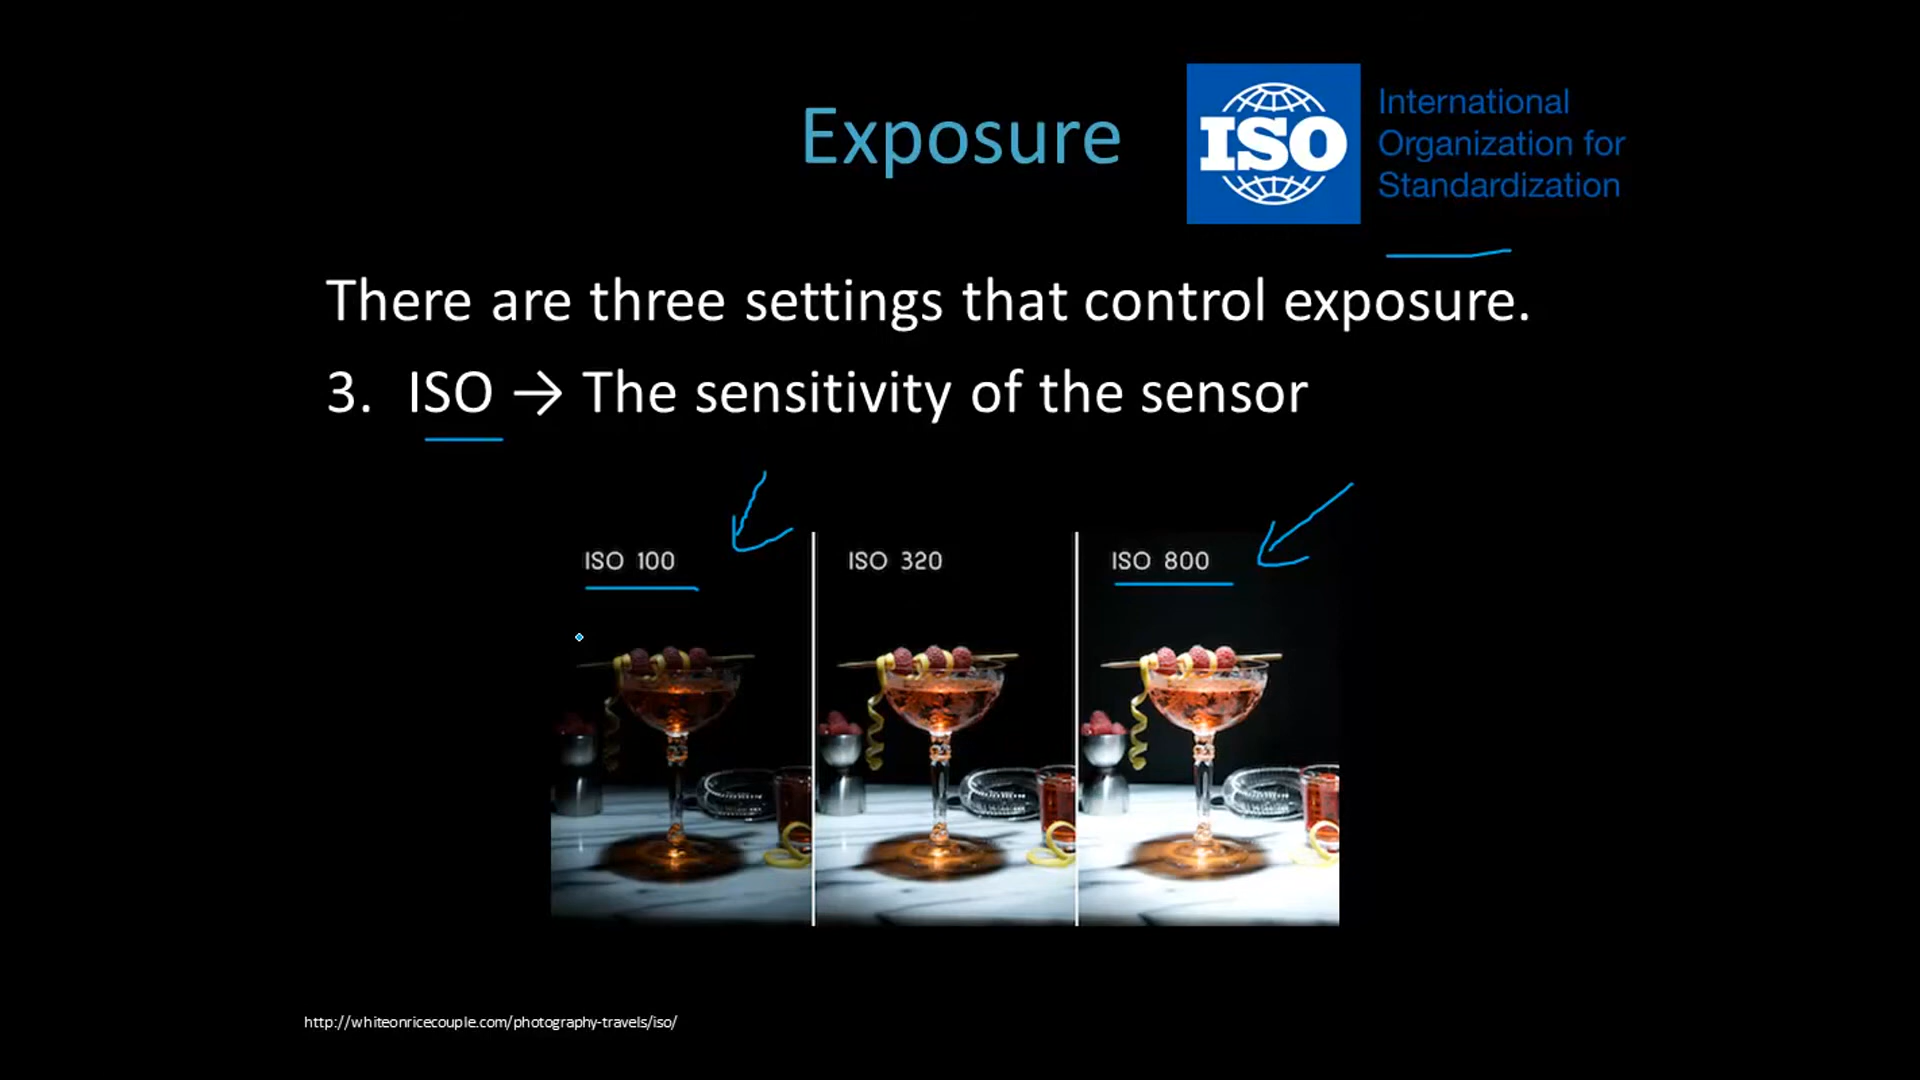 Exposure
ISO
International
Organization for
Standardization
There are three settings that control exposure.
3. ISO → The sensitivity of the sensor
ISO 100
ISO 320
ISO 800
http://whiteonricecouple.com/photography-travels/iso/